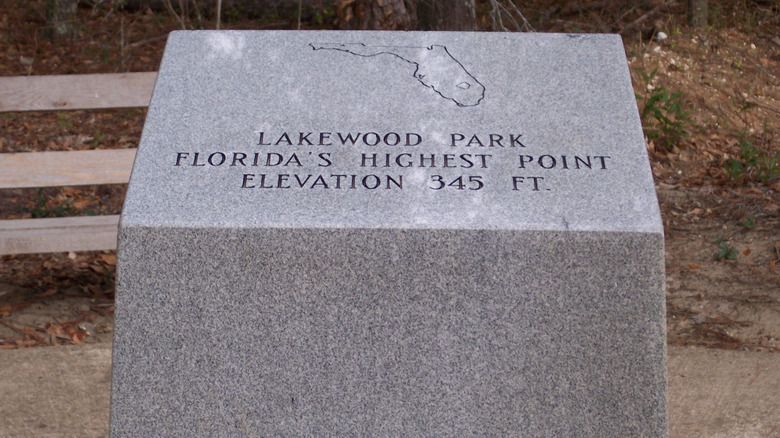 LAKEWOOD PARK
FLORIDA'S HIGHEST POINT
ELEVATION 345 FT.